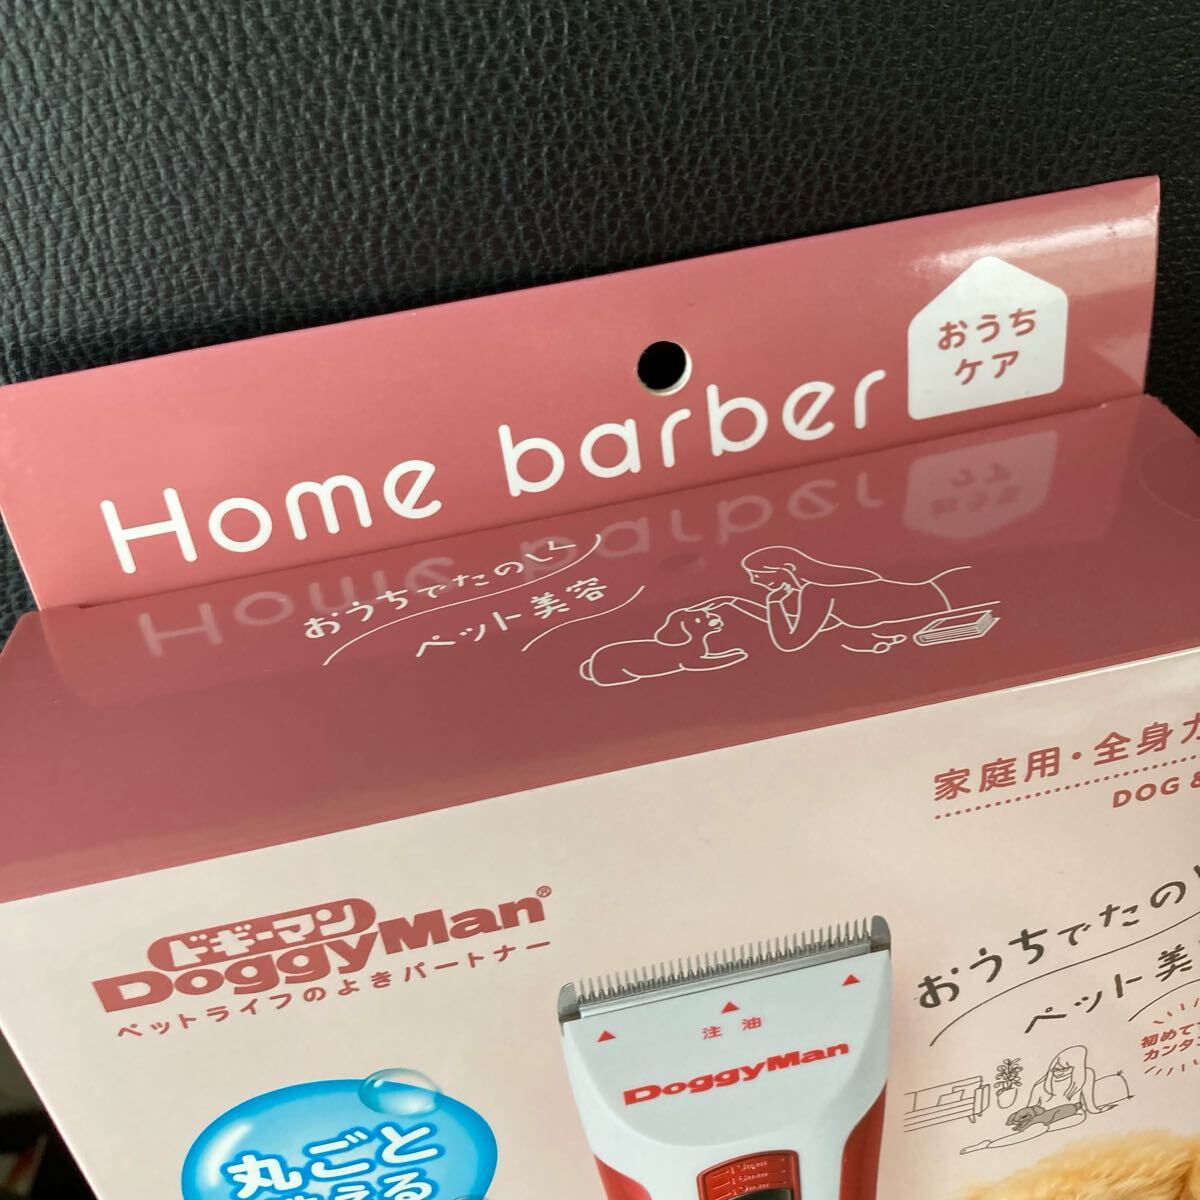 Home barber
おうち
ケア
おうちでたのしく
ペット美容
家庭用・全身カ
DOG &
ドギーマン
DoggyMan®
ペットライフのよきパートナー
おうちでたのし
ペット美
初めて
カンタン
注油
DoggyMan
丸ごと